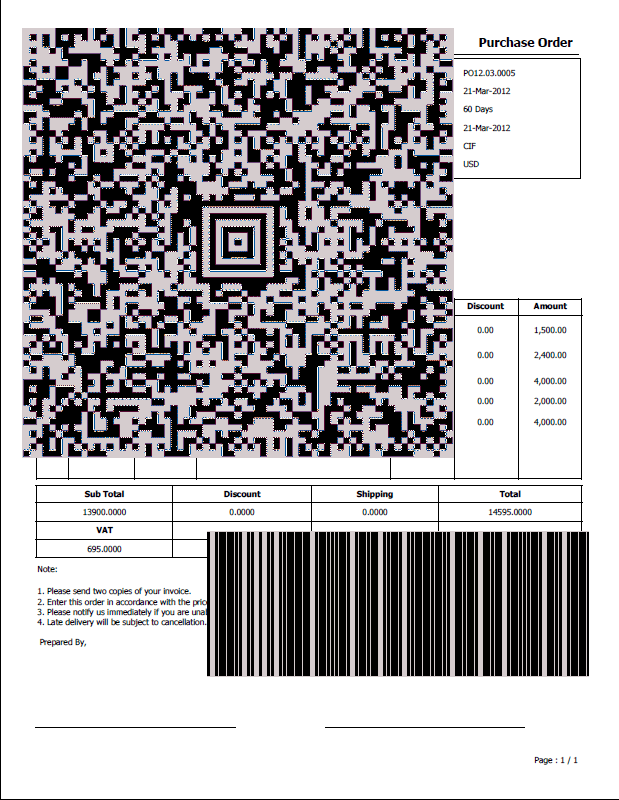 Purchase Order
PO12.03.0005
21-Mar-2012
60 Days
21-Mar-2012
CIF
USD
Discount Amount
0.00 1,500.00
0.00 2,400.00
0.00 4,000.00
0.00 2,000.00
0.00 4,000.00
Sub Total Discount Shipping Total
13900.0000 0.0000 0.0000 14595.0000
VAT
695.0000
Note:
1. Please send two copies of your invoice.
2. Enter this order in accordance with the
3. Please notify us immediately if you are
4. Late delivery will be subject to cancellation.
Prepared By,
Page : 1 / 1